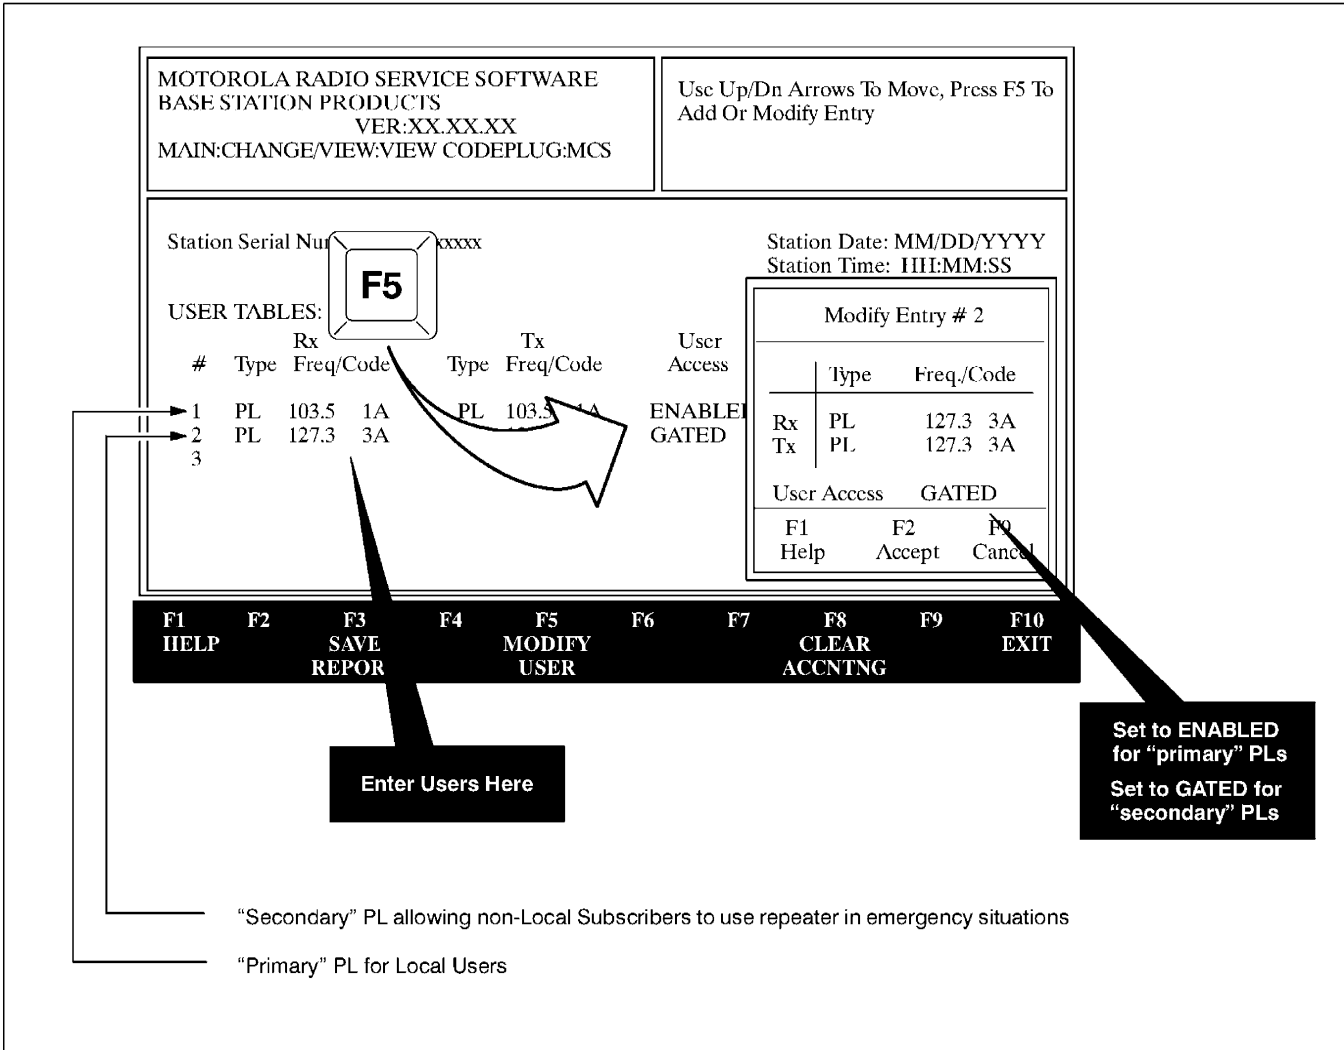 MOTOROLA RADIO SERVICE SOFTWARE
BASE STATION PRODUCTS
VER:XX.XX.XX
MAIN:CHANGE/VIEW:VIEW CODEPLUG:MCS
Use Up/Dn Arrows To Move, Press F5 To
Add Or Modify Entry
Station Serial xxxxx
Station Date: MM/DD/YYYY
Station Time: HH:MM:SS
F5
USER TABLES:
Rx Tx User
# Type Freq/Code Type Freq/Code Access
1 PL 103.5 1A PL 103.5 1A ENABLED
2 PL 127.3 3A GATED
3
Modify Entry # 2
Type Freq./Code
Rx PL 127.3 3A
Tx PL 127.3 3A
User Access GATED
F1 F2 F9
Help Accept Cancel
F1 F2 F3 F4 F5 F6 F7 F8 F9 F10
HELP SAVE MODIFY CLEAR EXIT
REPORT USER ACCNTNG
Enter Users Here
Set to ENABLED
for “primary” PLs
Set to GATED for
“secondary” PLs
“Secondary” PL allowing non-Local Subscribers to use repeater in emergency situations
“Primary” PL for Local Users